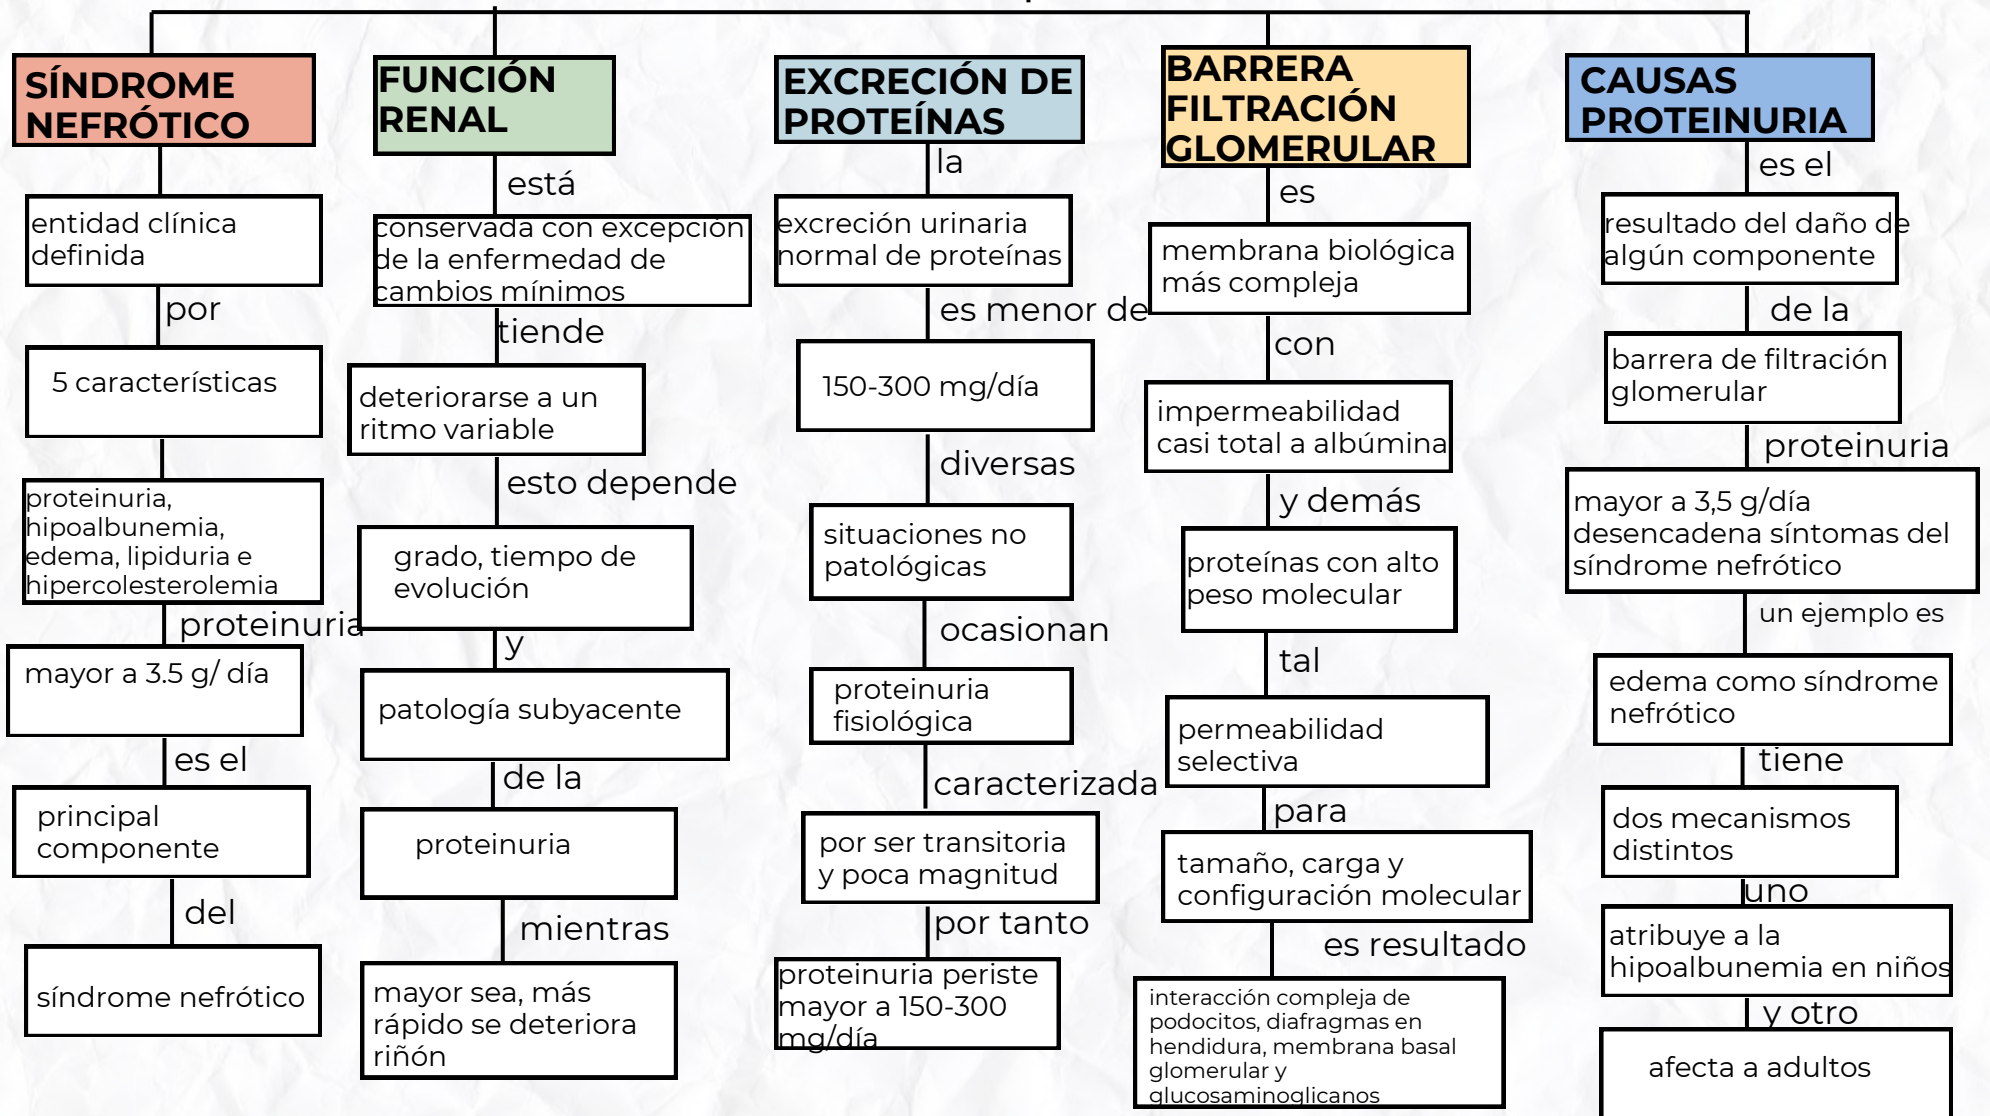 SÍNDROME
NEFRÓTICO
entidad clínica
definida
por
5 características
proteinuria,
hipoalbunemia,
edema, lipiduria e
hipercolesterolemia
proteinuria
mayor a 3.5 g/ día
es el
principal
componente
del
síndrome nefrótico
FUNCIÓN
RENAL
está
conservada con excepción
de la enfermedad de
cambios mínimos
tiende
deteriorarse a un
ritmo variable
esto depende
grado, tiempo de
evolución
y
patología subyacente
de la
proteinuria
mientras
mayor sea, más
rápido se deteriora
riñón
EXCRECIÓN DE
PROTEÍNAS
la
excreción urinaria
normal de proteínas
es menor de
150-300 mg/día
diversas
situaciones no
patológicas
ocasionan
proteinuria
fisiológica
caracterizada
por ser transitoria
y poca magnitud
por tanto
proteinuria periste
mayor a 150-300
mg/día
BARRERA
FILTRACIÓN
GLOMERULAR
es
membrana biológica
más compleja
con
impermeabilidad
casi total a albúmina
y demás
proteínas con alto
peso molecular
tal
permeabilidad
selectiva
para
tamaño, carga y
configuración molecular
es resultado
interacción compleja de
podocitos, diafragmas en
hendidura, membrana basal
glomerular y
glucosaminoglicanos
CAUSAS
PROTEINURIA
es el
resultado del daño de
algún componente
de la
barrera de filtración
glomerular
proteinuria
mayor a 3,5 g/día
desencadena síntomas del
síndrome nefrótico
un ejemplo es
edema como síndrome
nefrótico
tiene
dos mecanismos
distintos
uno
atribuye a la
hipoalbunemia en niños
y otro
afecta a adultos